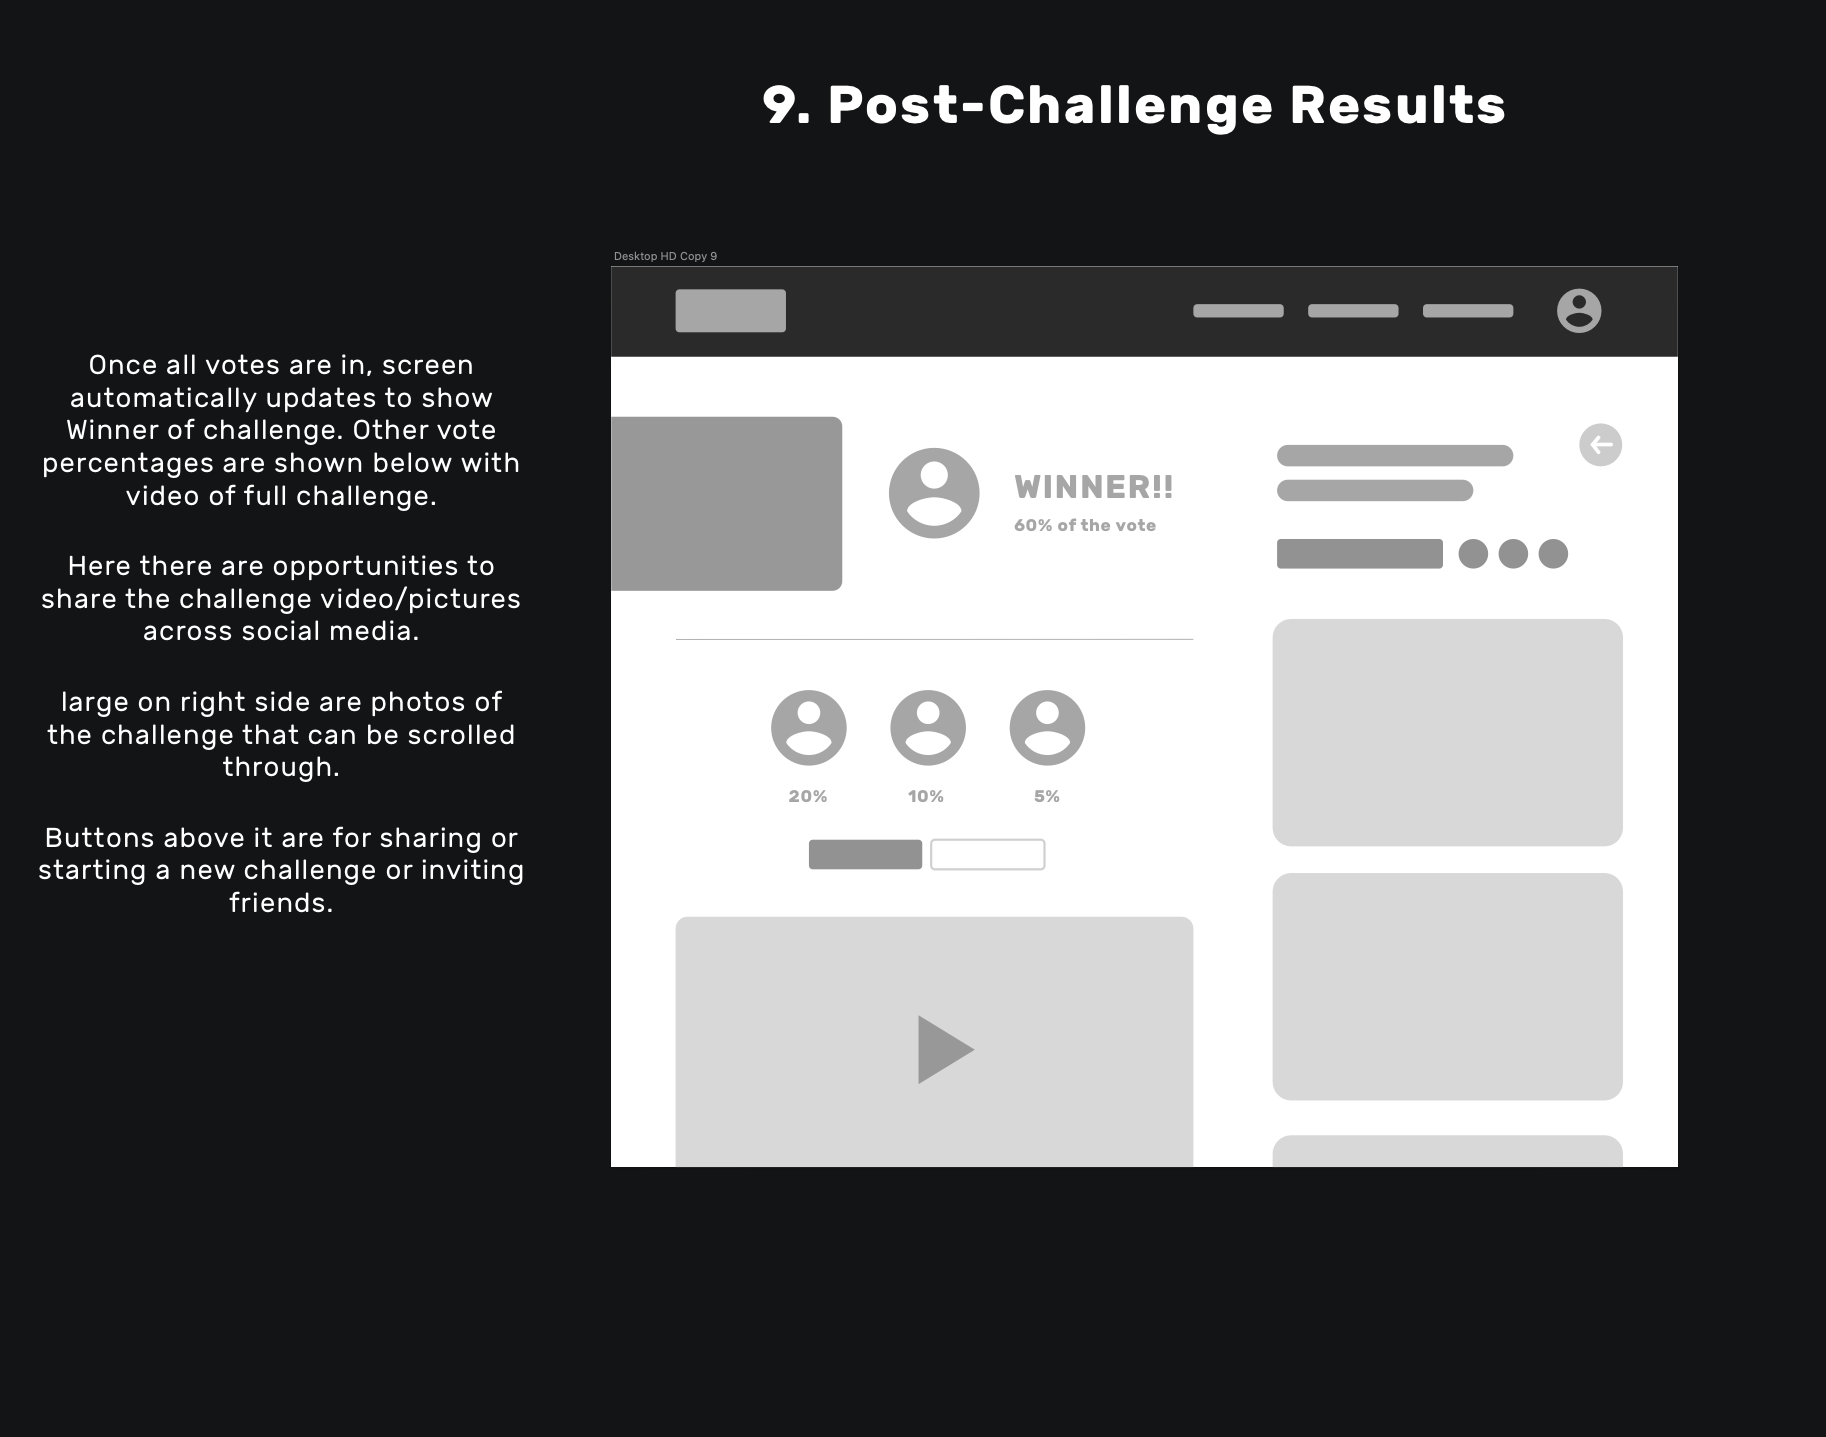 9. Post-Challenge Results
Desktop HD Copy 9
Once all votes are in, screen
automatically updates to show
Winner of challenge. Other vote
percentages are shown below with
video of full challenge.
Here there are opportunities to
share the challenge video/pictures
across social media.
large on right side are photos of
the challenge that can be scrolled
through.
Buttons above it are for sharing or
starting a new challenge or inviting
friends.
WINNER!!
60% of the vote
20%
10%
5%